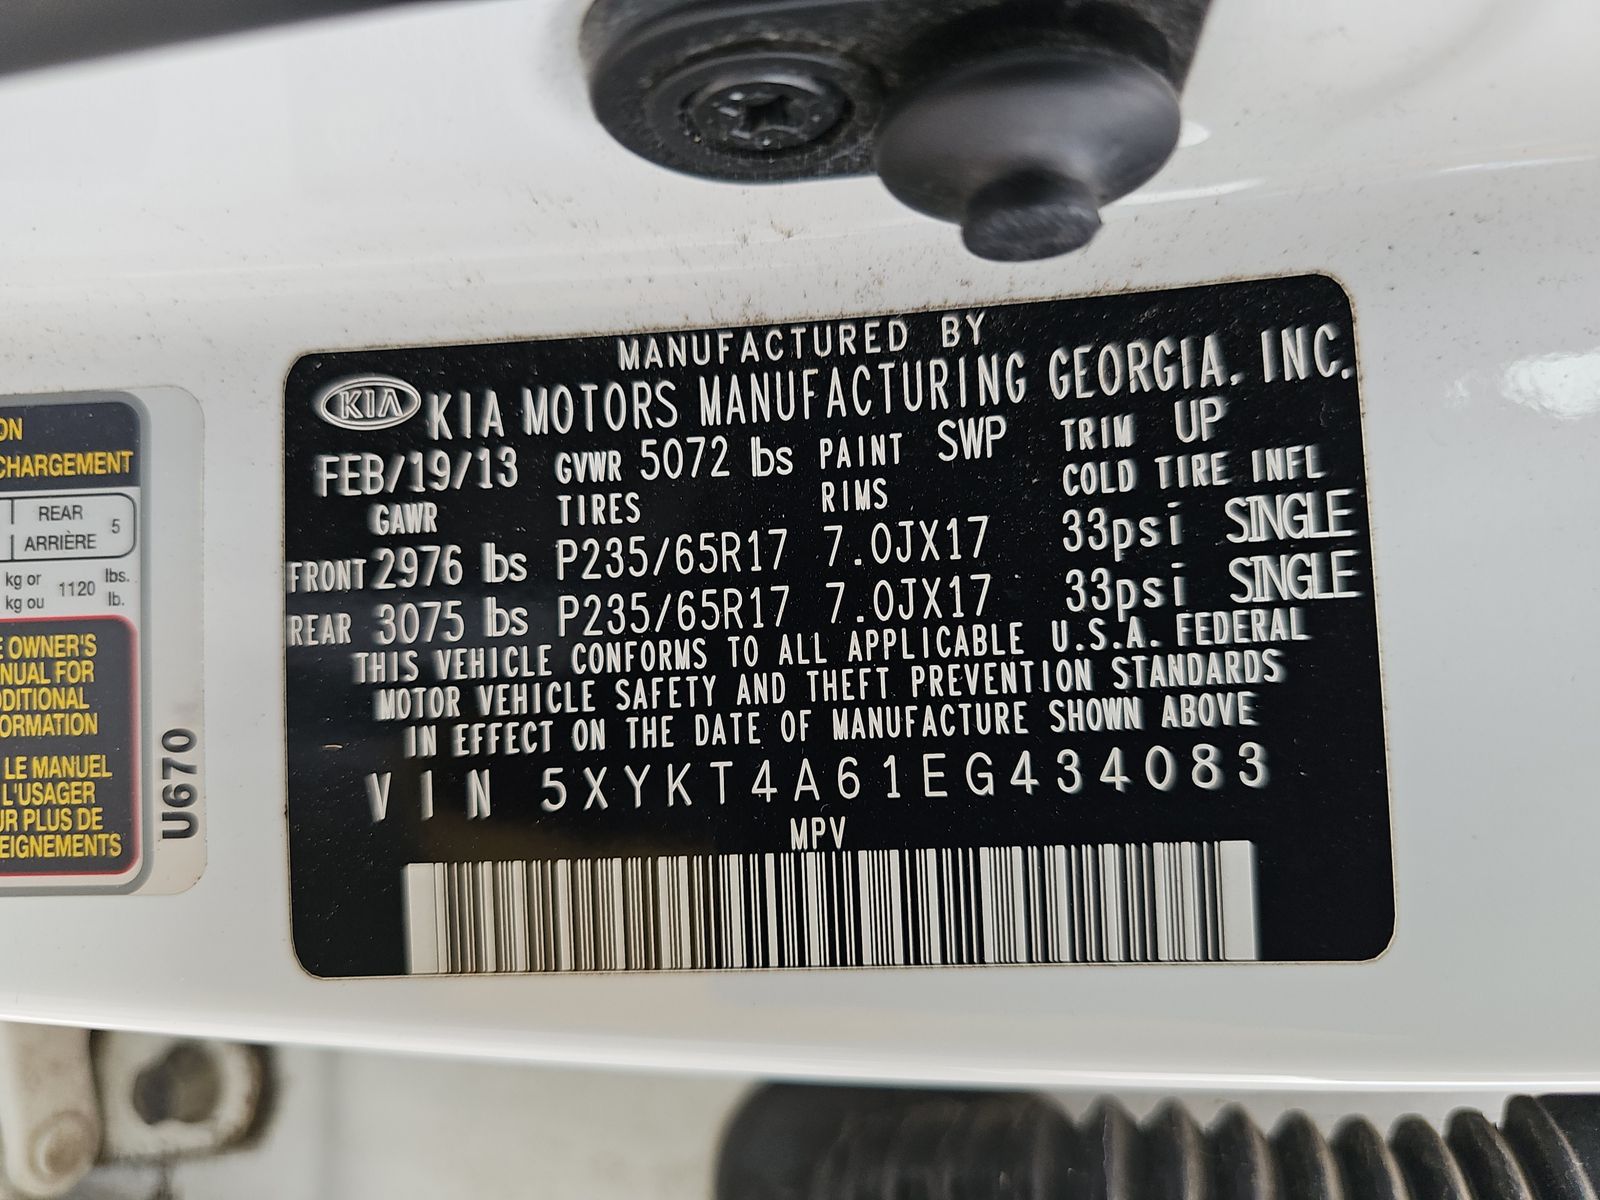 MANUFACTURED BY
KIA KIA MOTORS MANUFACTURING GEORGIA, INC.
FEB/19/13 GVWR 5072 lbs PAINT SWP TRIM UP
GAWR TIRES RIMS COLD TIRE INFL
FRONT 2976 lbs P235/65R17 7.0JX17 33psi SINGLE
REAR 3075 lbs P235/65R17 7.0JX17 33psi SINGLE
THIS VEHICLE CONFORMS TO ALL APPLICABLE U.S.A. FEDERAL
MOTOR VEHICLE SAFETY AND THEFT PREVENTION STANDARDS
IN EFFECT ON THE DATE OF MANUFACTURE SHOWN ABOVE
VIN 5XYKT4A61EG434083
MPV
ON
CHARGEMENT
REAR 5
ARRIÈRE
kg or 1120 lbs.
kg ou lb.
E OWNER'S
NUAL FOR
DDITIONAL
FORMATION
LE MANUEL
L'USAGER
UR PLUS DE
EIGNEMENTS
U670